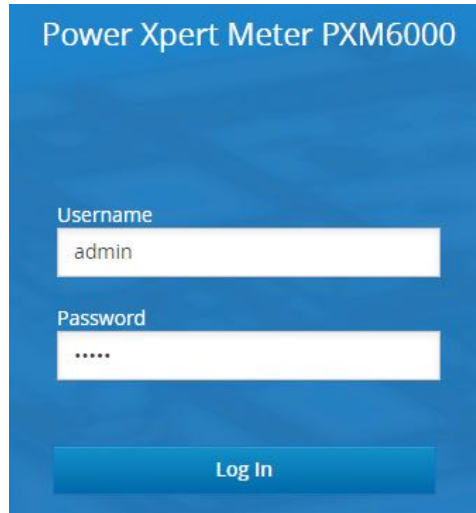 Power Xpert Meter PXM6000
Username
admin
Password
•••••
Log In